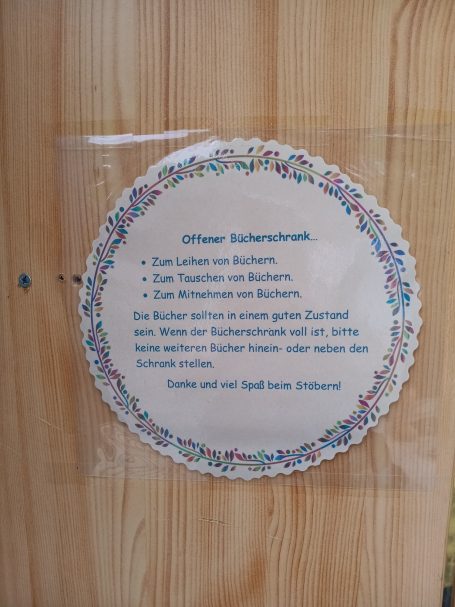 Offener Bücherschrank...
• Zum Leihen von Büchern.
• Zum Tauschen von Büchern.
• Zum Mitnehmen von Büchern.
Die Bücher sollten in einem guten Zustand
sein. Wenn der Bücherschrank voll ist, bitte
keine weiteren Bücher hinein- oder neben den
Schrank stellen.
Danke und viel Spaß beim Stöbern!